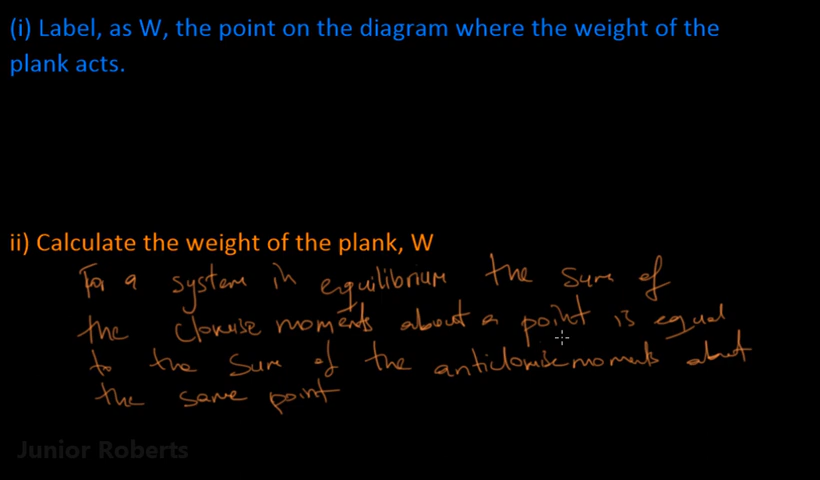 (i) Label, as W, the point on the diagram where the weight of the
plank acts.
ii) Calculate the weight of the plank, W
For a system in equilibrium the sum of
the clokwise moments about a point is equal
to the sum of the anticlokwise moments about
the same point
Junior Roberts